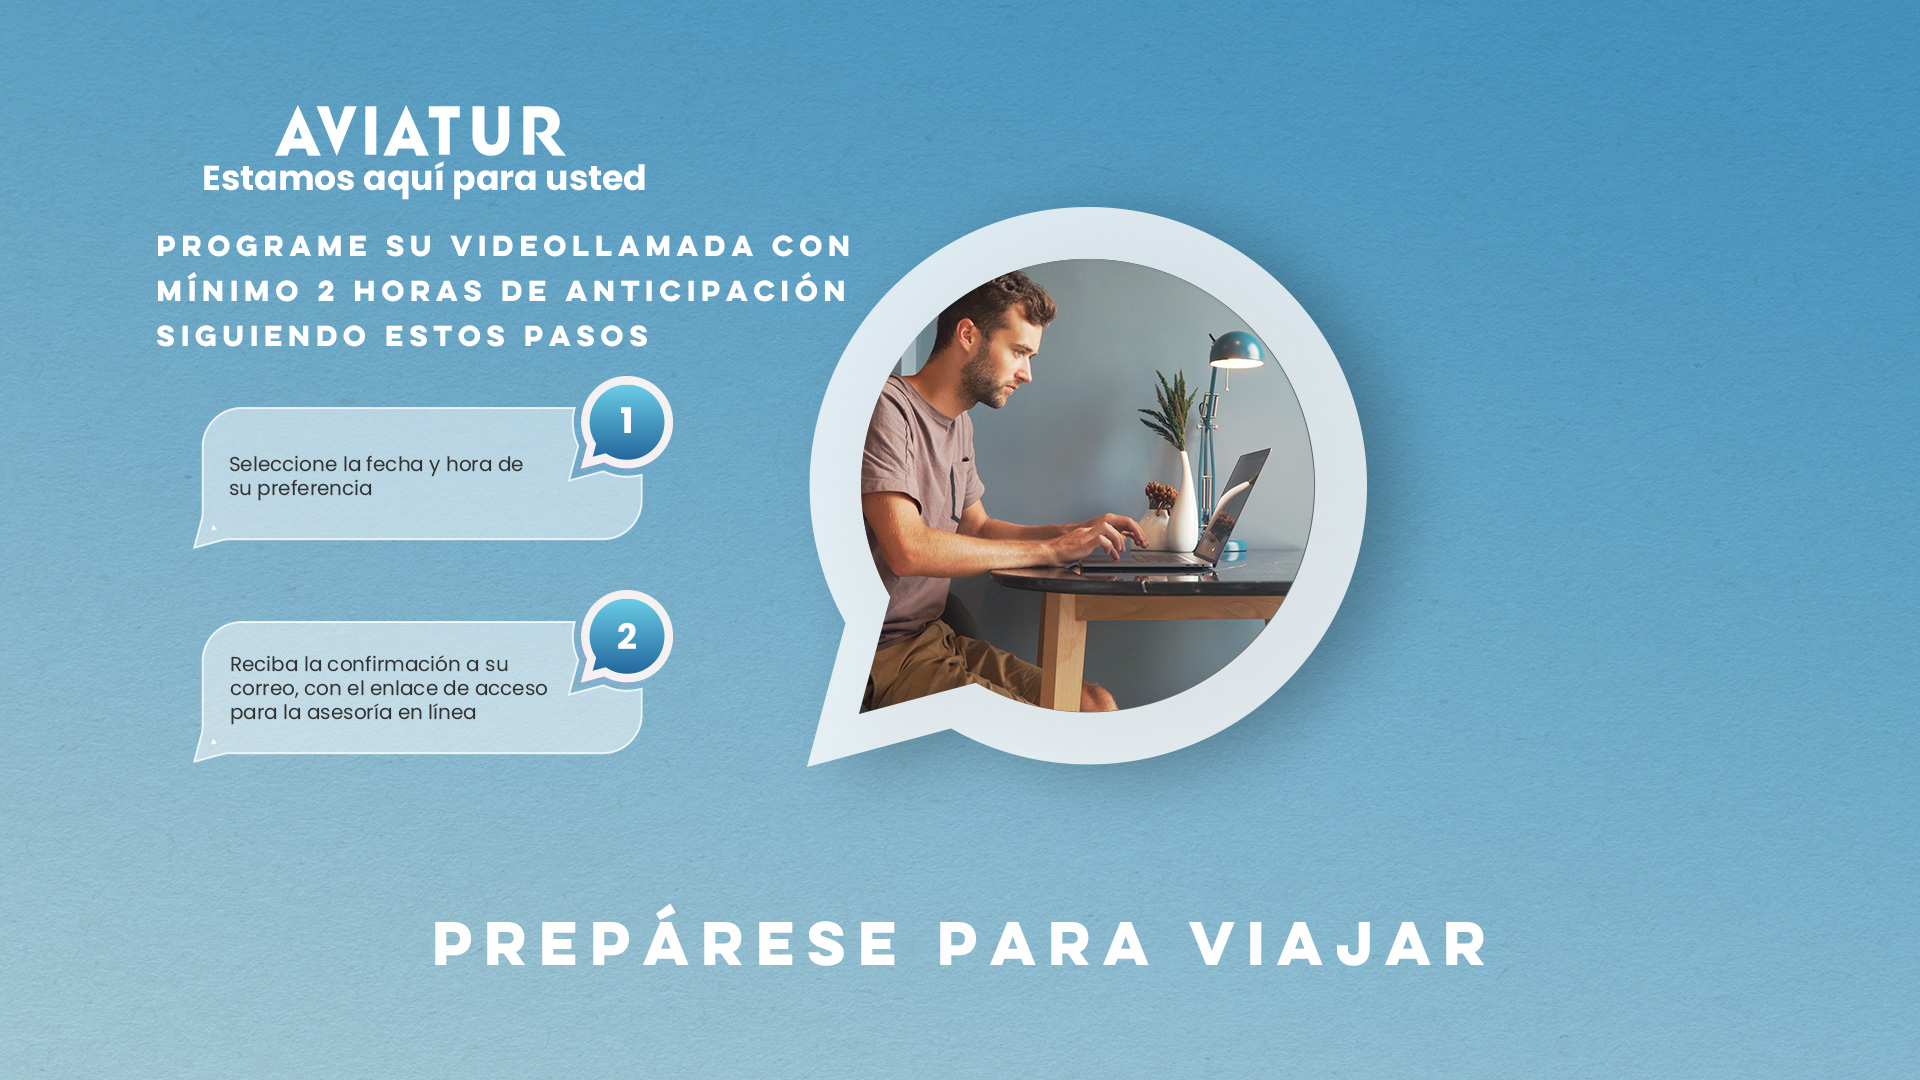 AVIATUR
Estamos aquí para usted
PROGRAME SU VIDEOLLAMADA CON
MÍNIMO 2 HORAS DE ANTICIPACIÓN
SIGUIENDO ESTOS PASOS
1
Seleccione la fecha y hora de
su preferencia
2
Reciba la confirmación a su
correo, con el enlace de acceso
para la asesoría en línea
PREPÁRESE PARA VIAJAR